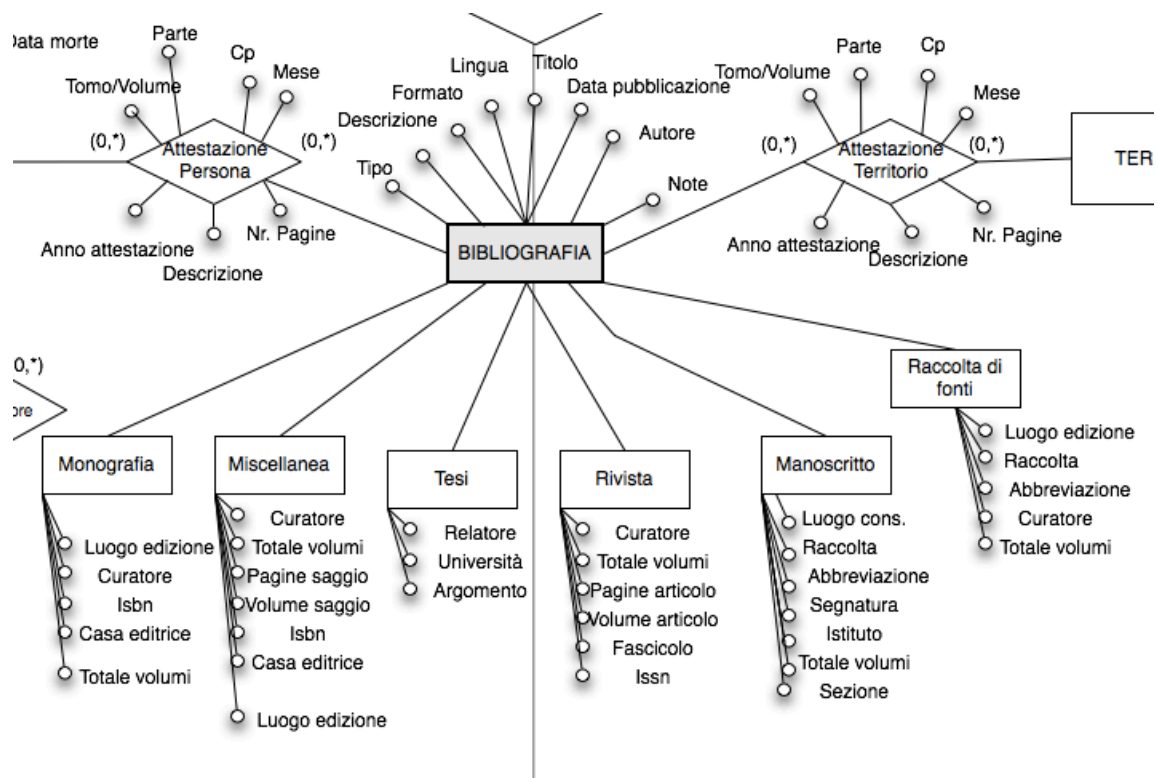 Data morte
Parte
Cp
Mese
Tomo/Volume
(0,*)
Attestazione
Persona
(0,*)
Anno attestazione
Descrizione
Nr. Pagine
Tipo
Descrizione
Formato
Lingua
Titolo
Data pubblicazione
Autore
Note
BIBLIOGRAFIA
Parte
Cp
Mese
Tomo/Volume
(0,*)
Attestazione
Territorio
(0,*)
Anno attestazione
Descrizione
Nr. Pagine
TER
0,*)
ore
Monografia
Luogo edizione
Curatore
Isbn
Casa editrice
Totale volumi
Miscellanea
Curatore
Totale volumi
Pagine saggio
Volume saggio
Isbn
Casa editrice
Luogo edizione
Tesi
Relatore
Università
Argomento
Rivista
Curatore
Totale volumi
Pagine articolo
Volume articolo
Fascicolo
Issn
Manoscritto
Luogo cons.
Raccolta
Abbreviazione
Segnatura
Istituto
Totale volumi
Sezione
Raccolta di
fonti
Luogo edizione
Raccolta
Abbreviazione
Curatore
Totale volumi